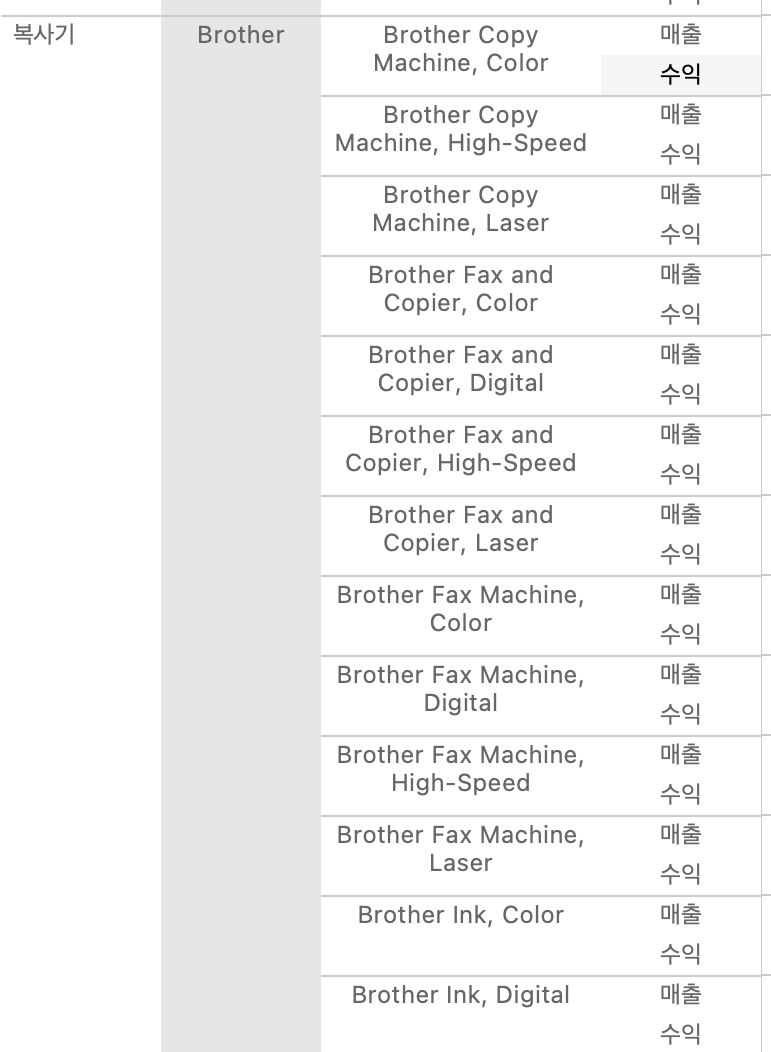 복사기
Brother
Brother Copy
Machine, Color
매출
수익
Brother Copy
Machine, High-Speed
매출
수익
Brother Copy
Machine, Laser
매출
수익
Brother Fax and
Copier, Color
매출
수익
Brother Fax and
Copier, Digital
매출
수익
Brother Fax and
Copier, High-Speed
매출
수익
Brother Fax and
Copier, Laser
매출
수익
Brother Fax Machine,
Color
매출
수익
Brother Fax Machine,
Digital
매출
수익
Brother Fax Machine,
High-Speed
매출
수익
Brother Fax Machine,
Laser
매출
수익
Brother Ink, Color
매출
수익
Brother Ink, Digital
매출
수익